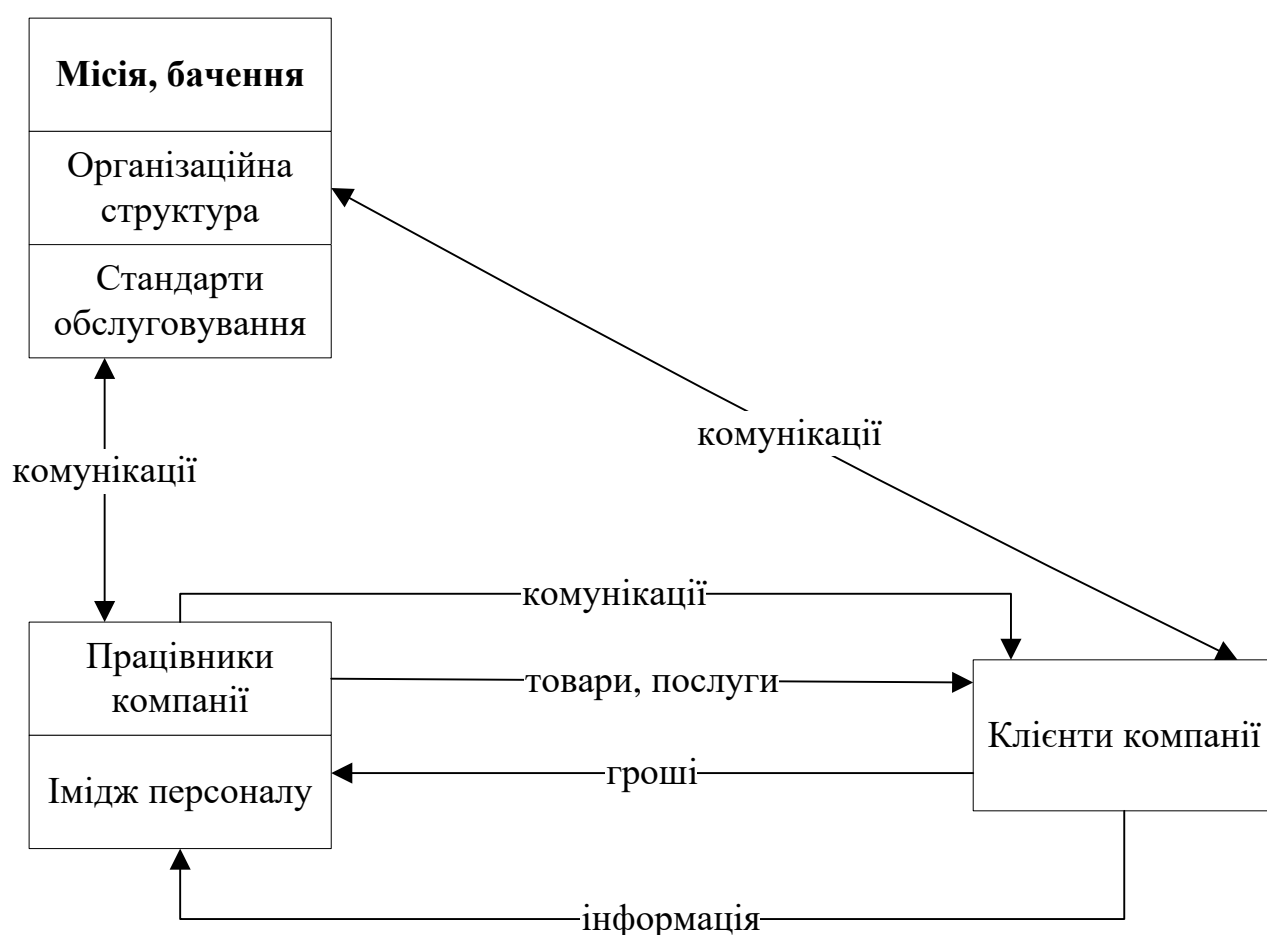 Місія, бачення
Організаційна
структура
Стандарти
обслуговування
комунікації
комунікації
комунікації
Працівники
компанії
товари, послуги
Клієнти компанії
гроші
Імідж персоналу
інформація